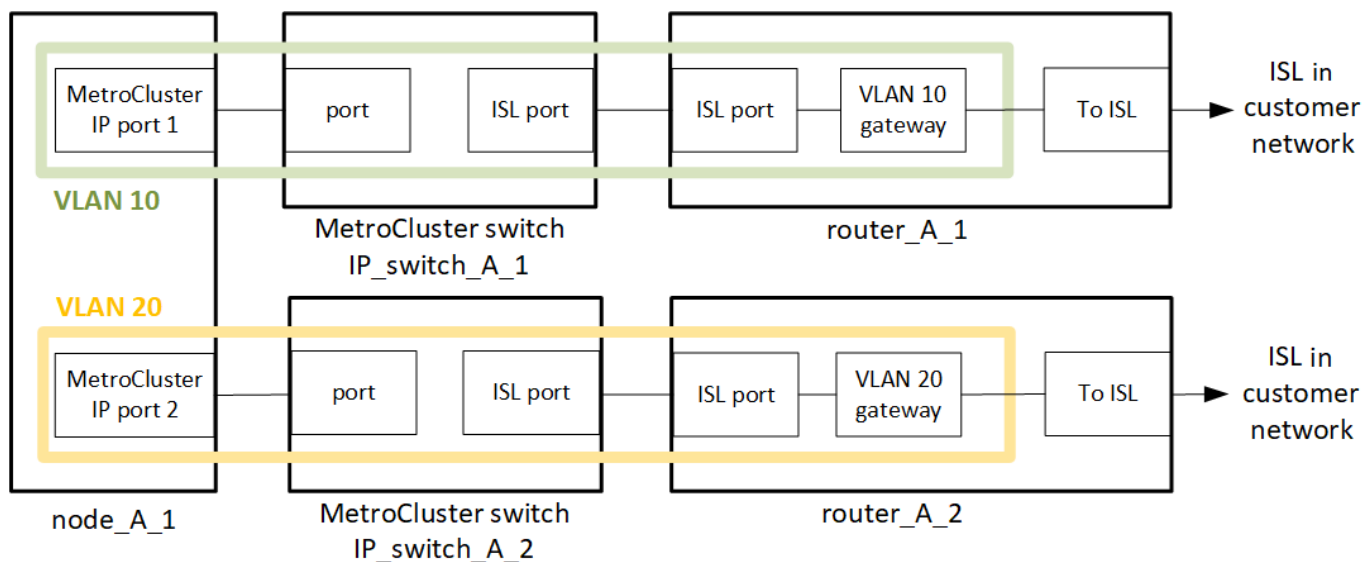 MetroCluster
IP port 1
port
ISL port
ISL port
VLAN 10
gateway
To ISL
ISL in
customer
network
VLAN 10
MetroCluster switch
IP_switch_A_1
router_A_1
VLAN 20
MetroCluster
IP port 2
port
ISL port
ISL port
VLAN 20
gateway
To ISL
ISL in
customer
network
node_A_1
MetroCluster switch
IP_switch_A_2
router_A_2